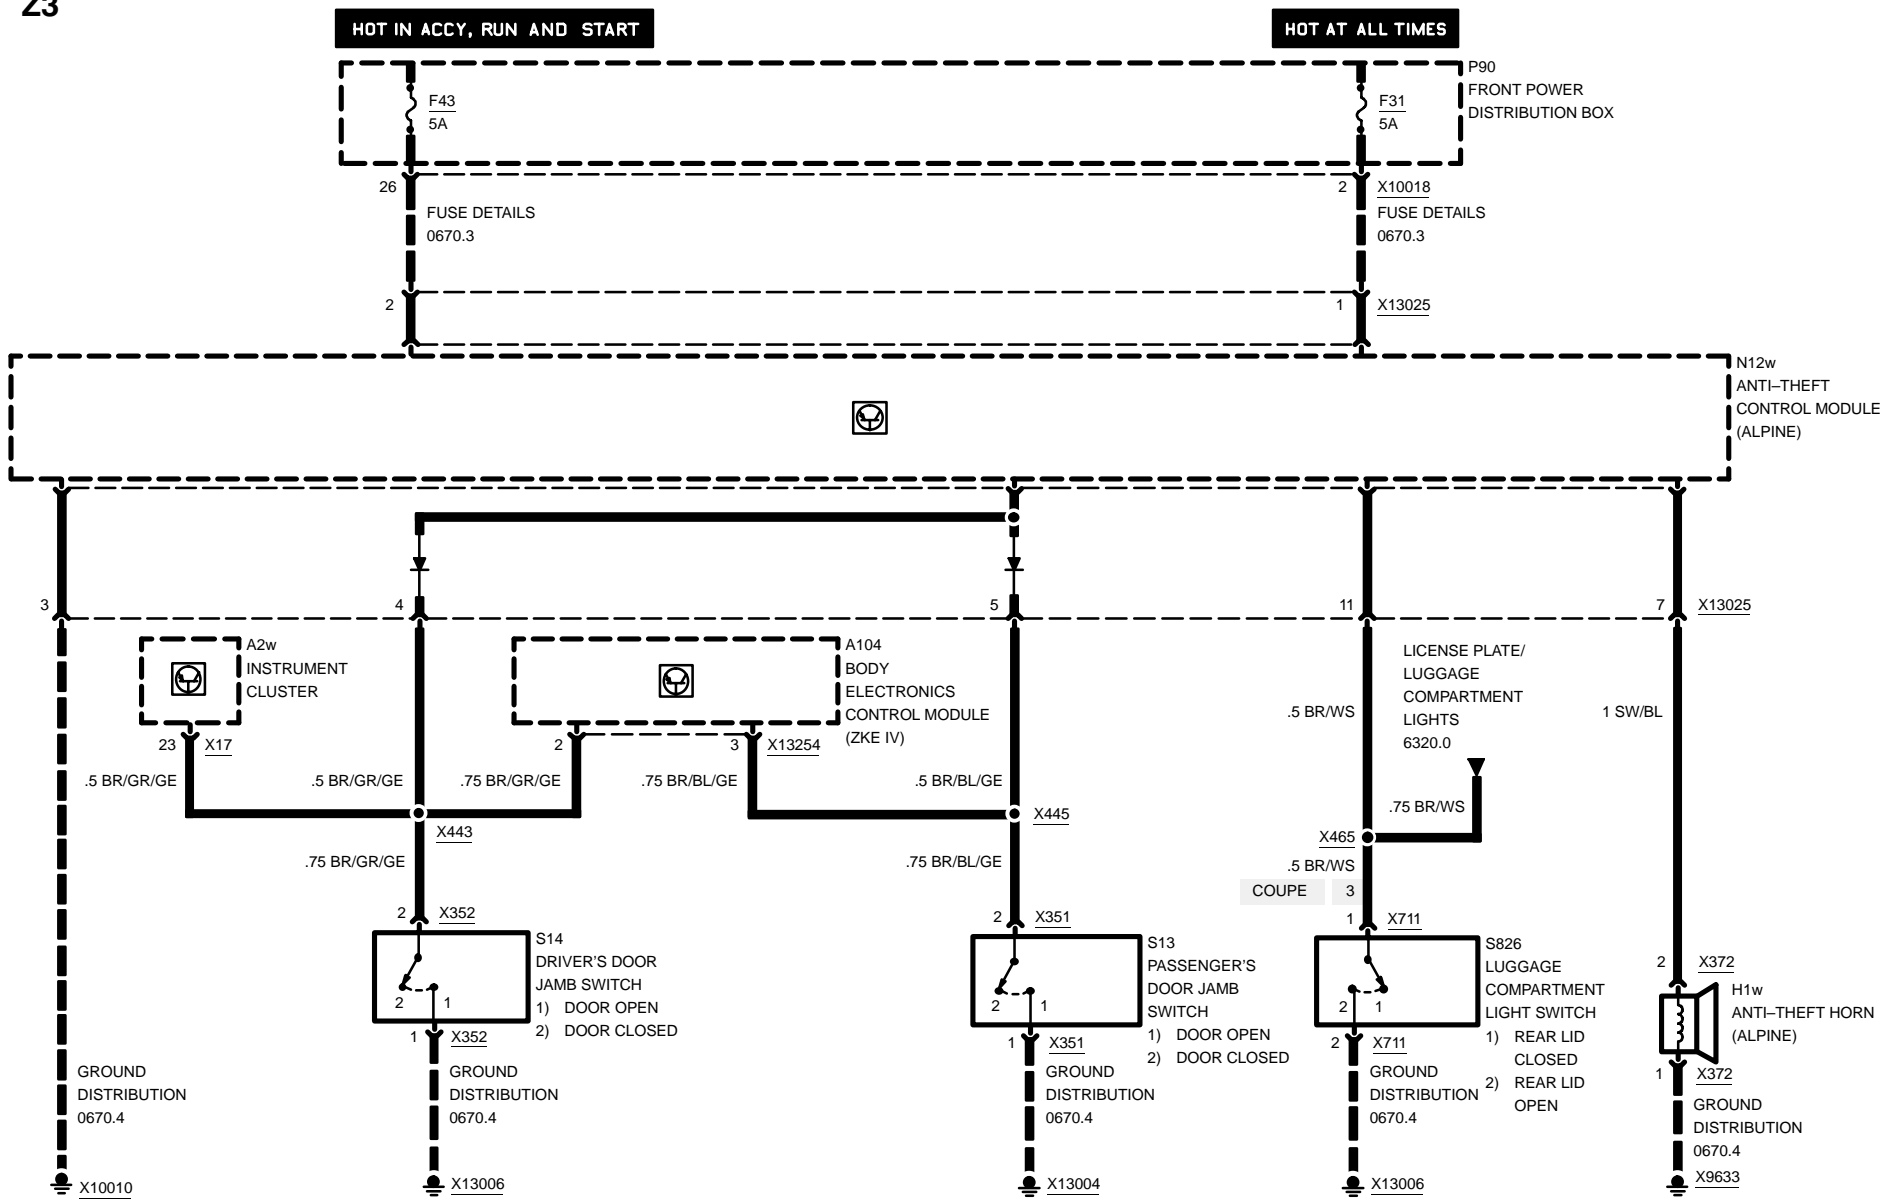 Z3
HOT IN ACCY, RUN AND START
HOT AT ALL TIMES
P90
FRONT POWER
DISTRIBUTION BOX
F43
5A
F31
5A
26
2
X10018
FUSE DETAILS
0670.3
FUSE DETAILS
0670.3
2
1
X13025
N12w
ANTI–THEFT
CONTROL MODULE
(ALPINE)
3
4
5
11
7
X13025
A2w
INSTRUMENT
CLUSTER
A104
BODY
ELECTRONICS
CONTROL MODULE
(ZKE IV)
LICENSE PLATE/
LUGGAGE
COMPARTMENT
LIGHTS
6320.0
.5 BR/WS
1 SW/BL
23
X17
2
3
X13254
.5 BR/GR/GE
.5 BR/GR/GE
.75 BR/GR/GE
.75 BR/BL/GE
.5 BR/BL/GE
.75 BR/WS
X443
X445
X465
.75 BR/GR/GE
.75 BR/BL/GE
.5 BR/WS
COUPE
3
2
X352
2
X351
1
X711
S14
DRIVER'S DOOR
JAMB SWITCH
1) DOOR OPEN
2) DOOR CLOSED
2
1
S13
PASSENGER'S
DOOR JAMB
SWITCH
1) DOOR OPEN
2) DOOR CLOSED
2
1
S826
LUGGAGE
COMPARTMENT
LIGHT SWITCH
1) REAR LID
CLOSED
2) REAR LID
OPEN
2
1
2
X372
H1w
ANTI–THEFT HORN
(ALPINE)
1
X352
1
X351
2
X711
1
X372
GROUND
DISTRIBUTION
0670.4
GROUND
DISTRIBUTION
0670.4
GROUND
DISTRIBUTION
0670.4
GROUND
DISTRIBUTION
0670.4
GROUND
DISTRIBUTION
0670.4
X10010
X13006
X13004
X13006
X9633